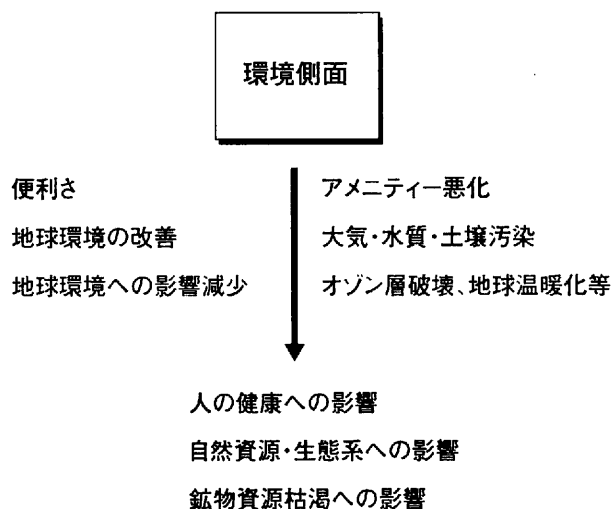 環境側面
便利さ
地球環境の改善
地球環境への影響減少
アメニティー悪化
大気・水質・土壌汚染
オゾン層破壊、地球温暖化等
人の健康への影響
自然資源・生態系への影響
鉱物資源枯渇への影響